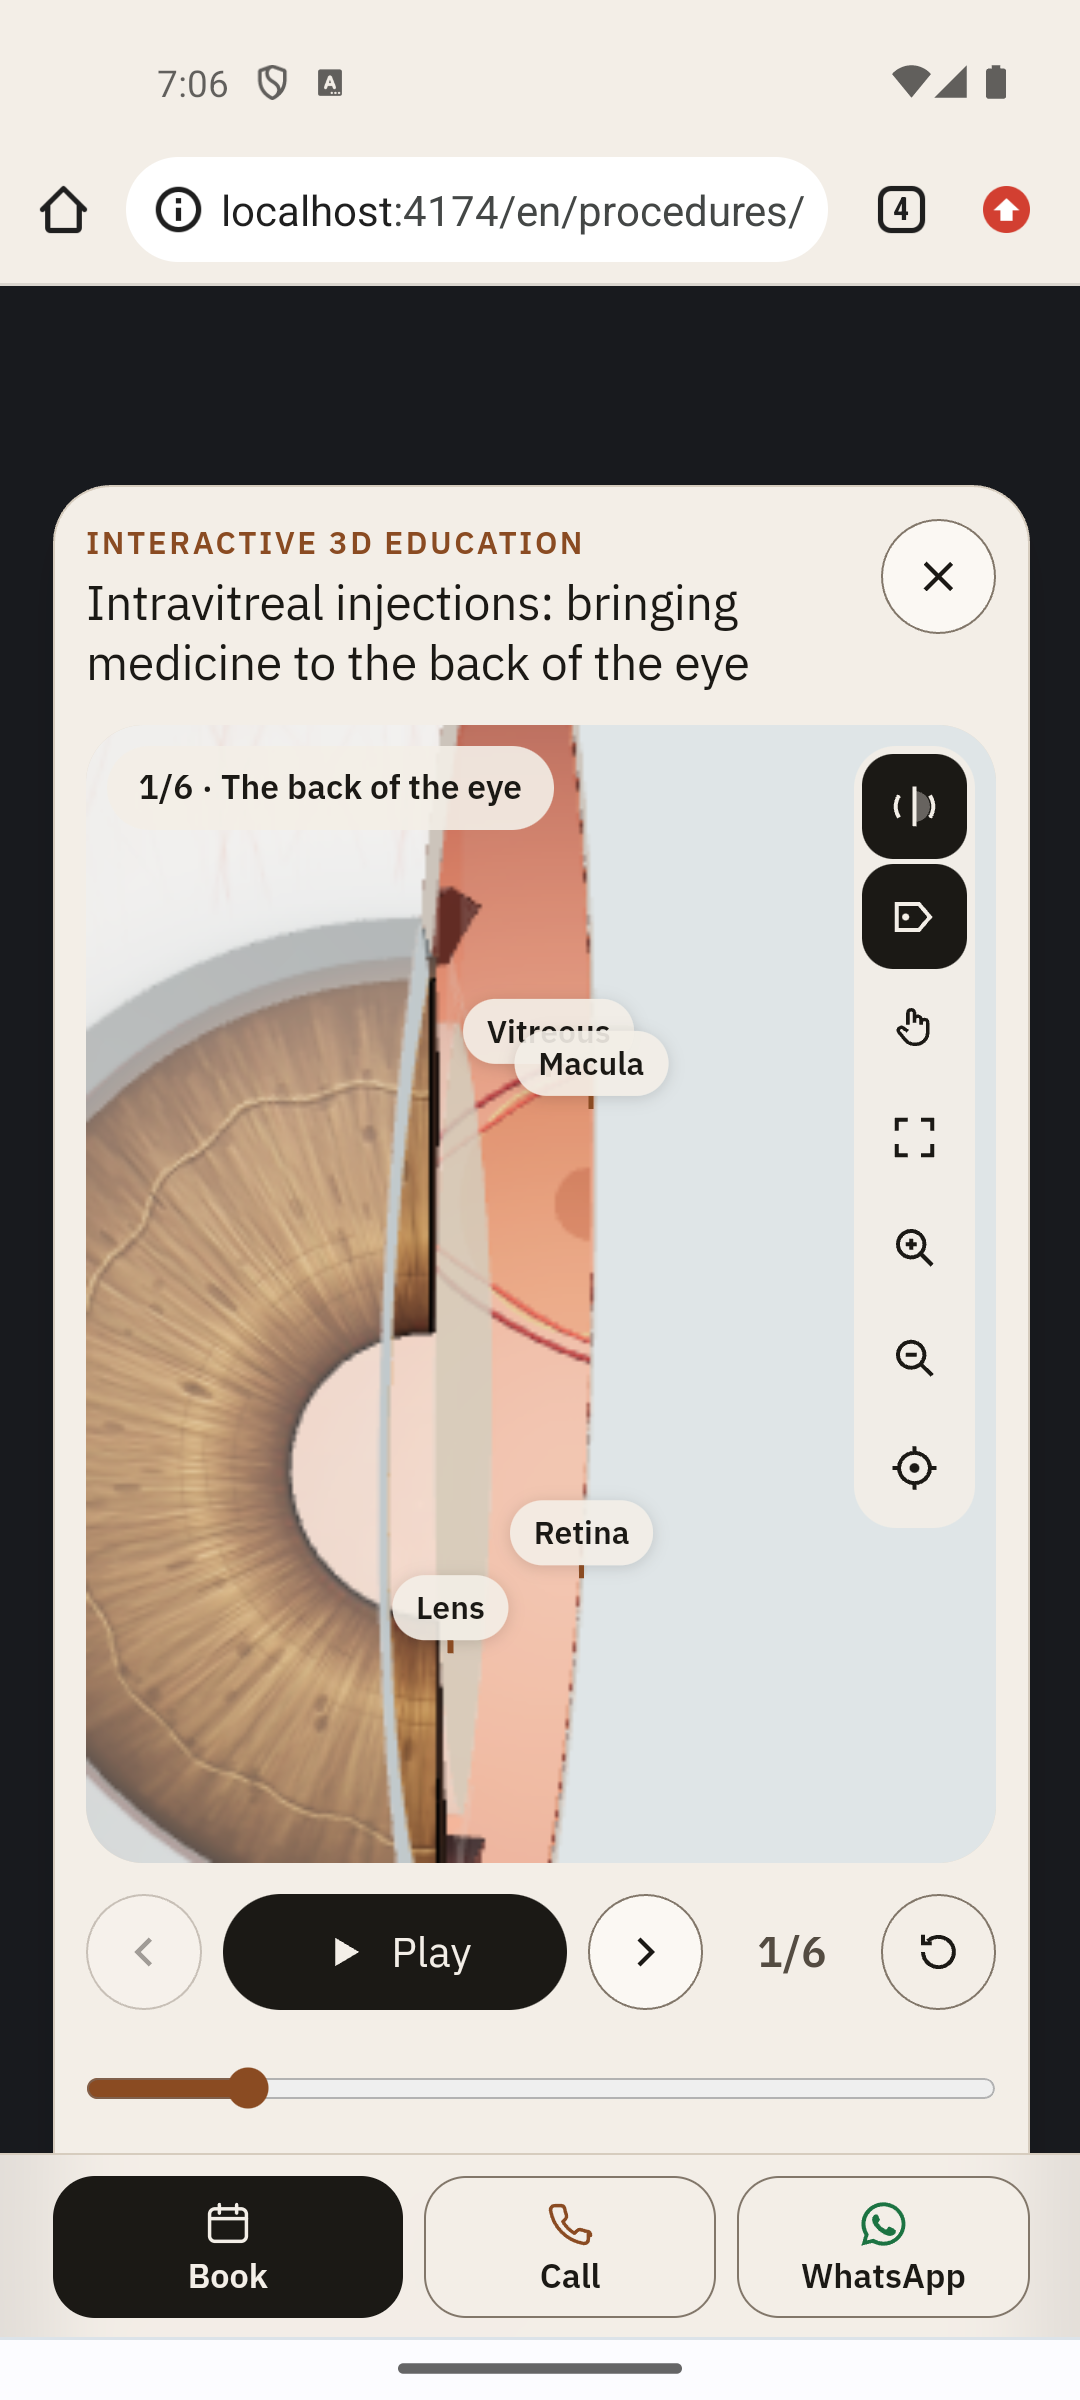 7:06
localhost:4174/en/procedures/
4
INTERACTIVE 3D EDUCATION
Intravitreal injections: bringing
medicine to the back of the eye
1/6 · The back of the eye
Vitreous
Macula
Retina
Lens
Play
1/6
Book
Call
WhatsApp